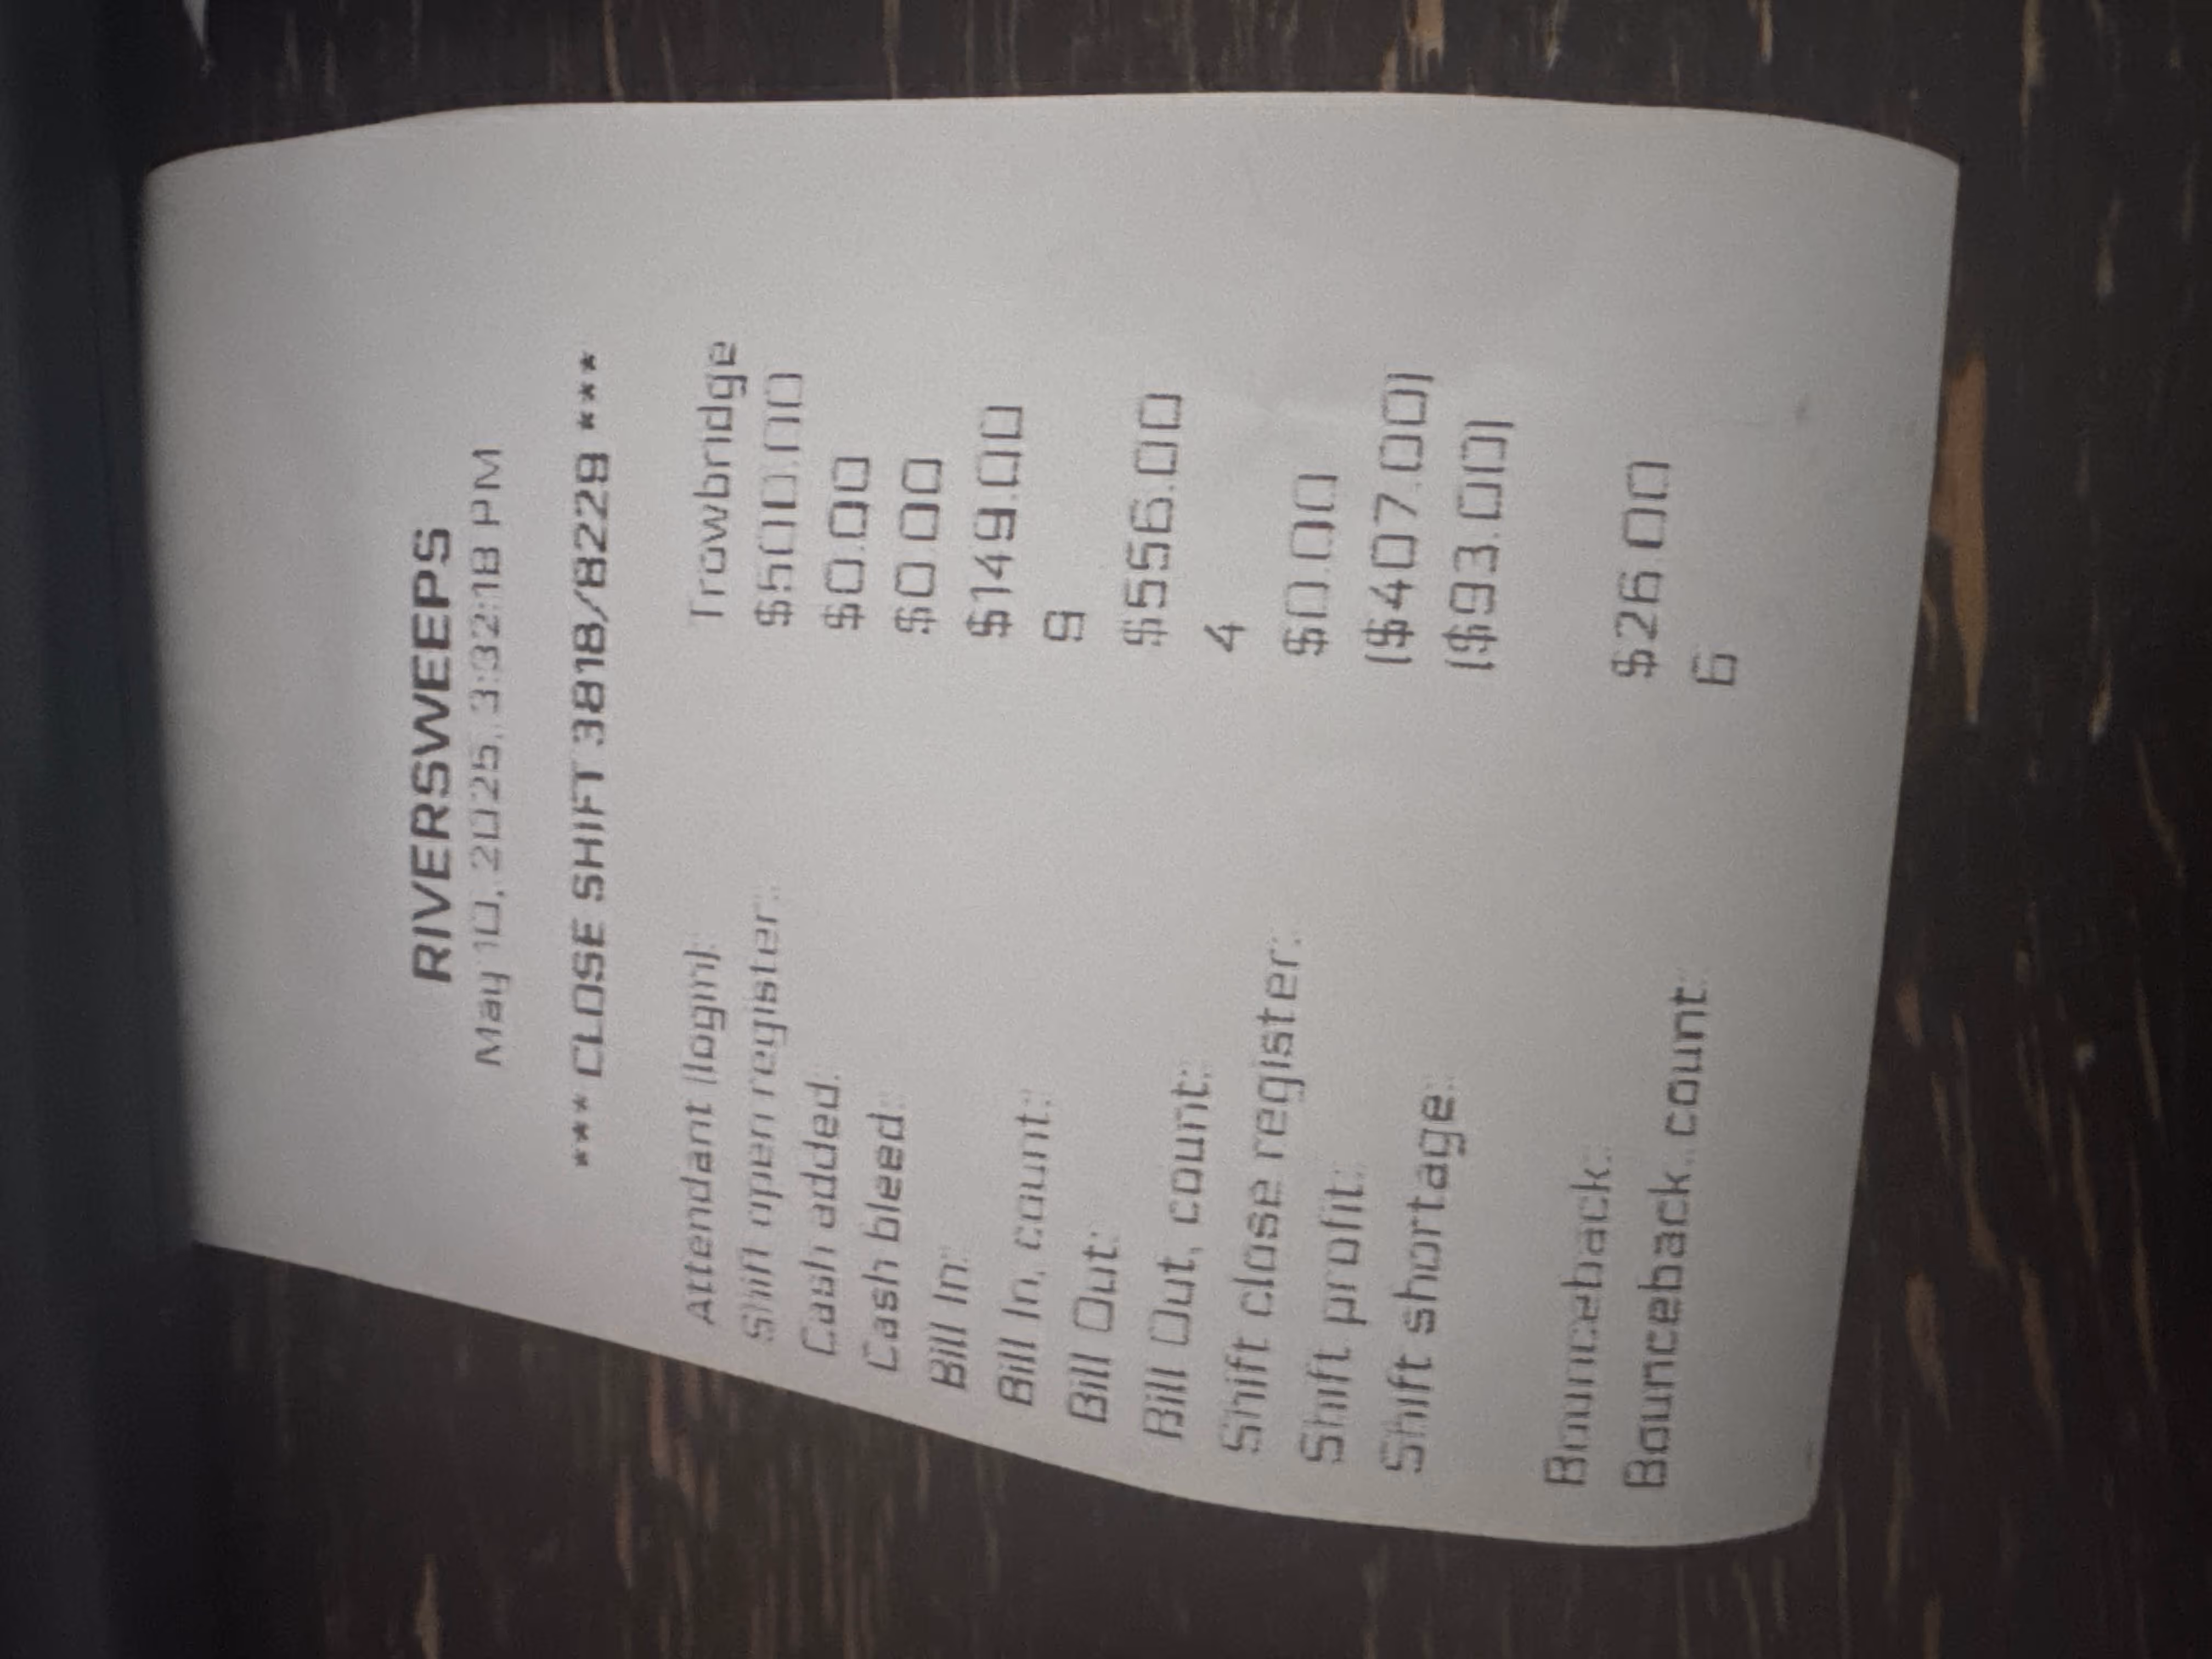 RIVERSWEEPS
May 10, 2025, 3:32:18 PM
*** CLOSE SHIFT 3818/8229 ***
Attendant (login): Trowbridge
Shift open register: $500.00
Cash added: $0.00
Cash bleed: $0.00
Bill In: $149.00
Bill In, count: 9
Bill Out: $556.00
Bill Out, count: 4
Shift close register: $0.00
Shift profit: ($407.00)
Shift shortage: ($93.00)
Bounceback: $26.00
Bounceback, count: 6